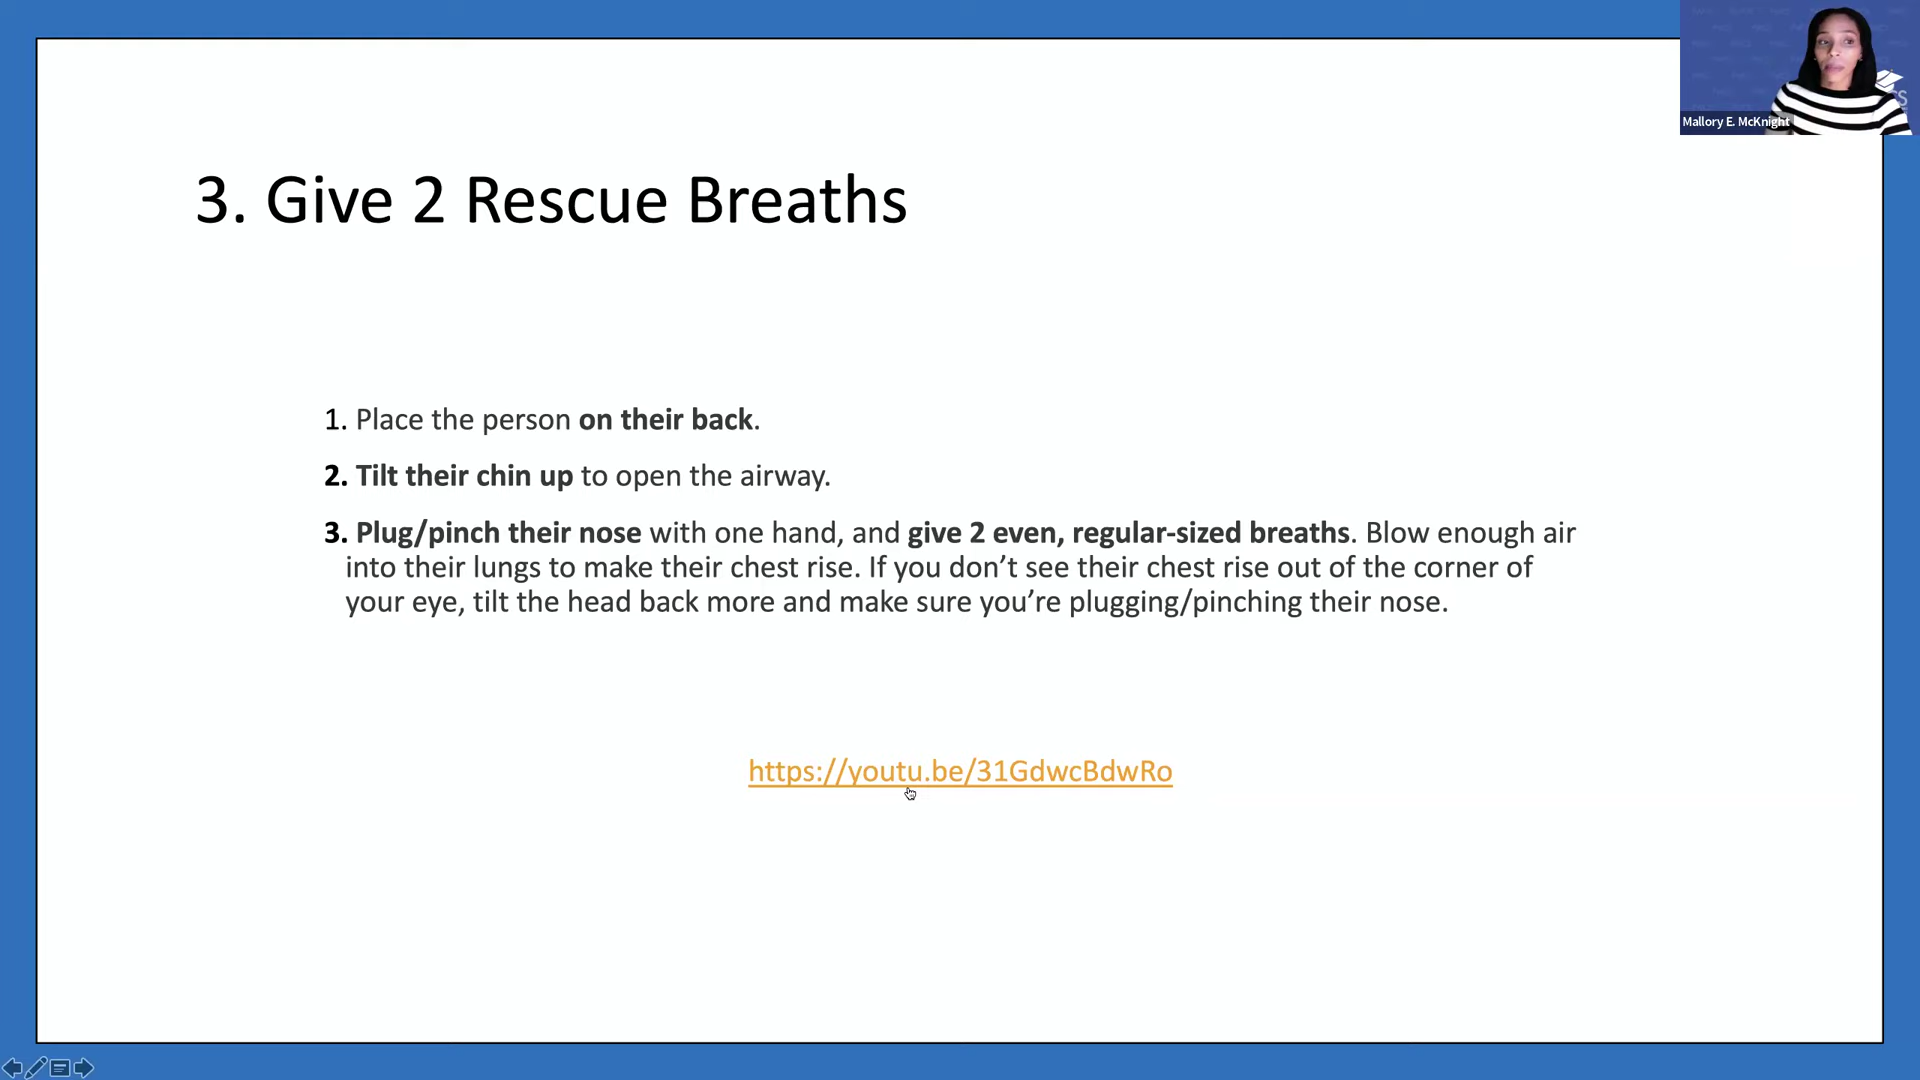 Mallory E. McKnight
3. Give 2 Rescue Breaths
1. Place the person on their back.
2. Tilt their chin up to open the airway.
3. Plug/pinch their nose with one hand, and give 2 even, regular-sized breaths. Blow enough air
into their lungs to make their chest rise. If you don’t see their chest rise out of the corner of
your eye, tilt the head back more and make sure you’re plugging/pinching their nose.
https://youtu.be/31GdwcBdwRo